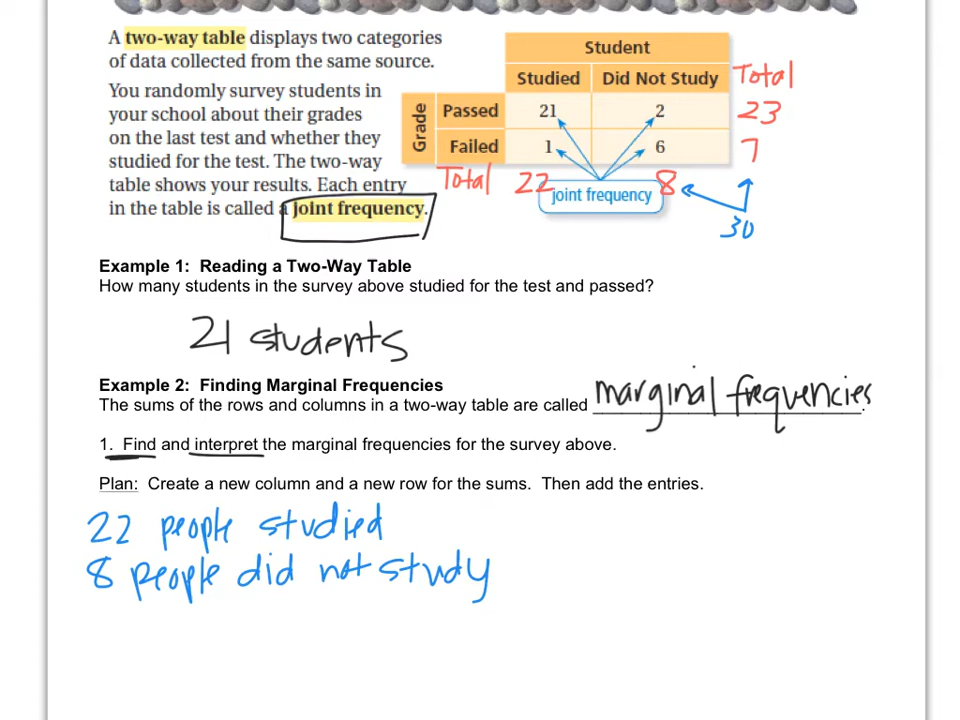 A two-way table displays two categories
of data collected from the same source.
You randomly survey students in
your school about their grades
on the last test and whether they
studied for the test. The two-way
table shows your results. Each entry
in the table is called a joint frequency.
Student
Studied Did Not Study Total
Grade Passed 21 2 23
Failed 1 6 7
Total 22 8
joint frequency
30
Example 1: Reading a Two-Way Table
How many students in the survey above studied for the test and passed?
21 students
Example 2: Finding Marginal Frequencies
The sums of the rows and columns in a two-way table are called marginal frequencies.
1. Find and interpret the marginal frequencies for the survey above.
Plan: Create a new column and a new row for the sums. Then add the entries.
22 people studied
8 people did not study